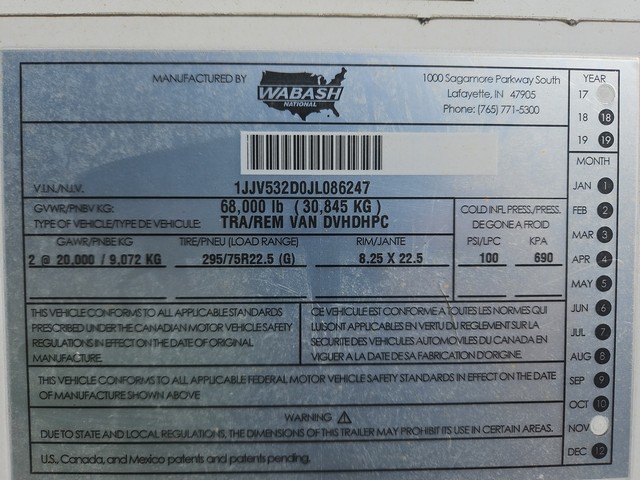 MANUFACTURED BY
WABASH
NATIONAL
1000 Sagamore Parkway South
Lafayette, IN 47905
Phone: (765) 771-5300
V.I.N./N.I.V.
1JJV532D0JL086247
GVWR/PNBV KG
68,000 lb (30,845 KG)
TYPE OF VEHICLE/TYPE DE VEHICULE:
TRA/REM VAN DVHDHPC
COLD INFL PRESS./PRESS.
DE GONE A FROID
GAWR/PNBE KG TIRE/PNEU (LOAD RANGE) RIM/JANTE PSI/LPC KPA
2 @ 20,000 / 9,072 KG 295/75R22.5 (G) 8.25 X 22.5 100 690
THIS VEHICLE CONFORMS TO ALL APPLICABLE STANDARDS
PRESCRIBED UNDER THE CANADIAN MOTOR VEHICLE SAFETY
REGULATIONS IN EFFECT ON THE DATE OF ORIGINAL
MANUFACTURE.
CE VEHICULE EST CONFORME A TOUTES LES NORMES QUI
LUI SONT APPLICABLES EN VERTU DU REGLEMENT SUR LA
SECURITE DES VEHICULES AUTOMOVILES DU CANADA EN
VIGUER A LA DATE DE SA FABRICATION D'ORIGINE.
THIS VEHICLE CONFORMS TO ALL APPLICABLE FEDERAL MOTOR VEHICLE SAFETY STANDARDS IN EFFECT ON THE DATE
OF MANUFACTURE SHOWN ABOVE
WARNING
DUE TO STATE AND LOCAL REGULATIONS, THE DIMENSIONS OF THIS TRAILER MAY PROHIBIT ITS USE IN CERTAIN AREAS.
U.S., Canada, and Mexico patents and patents pending.
YEAR
17
18 18
19 19
MONTH
JAN 1
FEB 2
MAR 3
APR 4
MAY 5
JUN 6
JUL 7
AUG 8
SEP 9
OCT 10
NOV
DEC 12